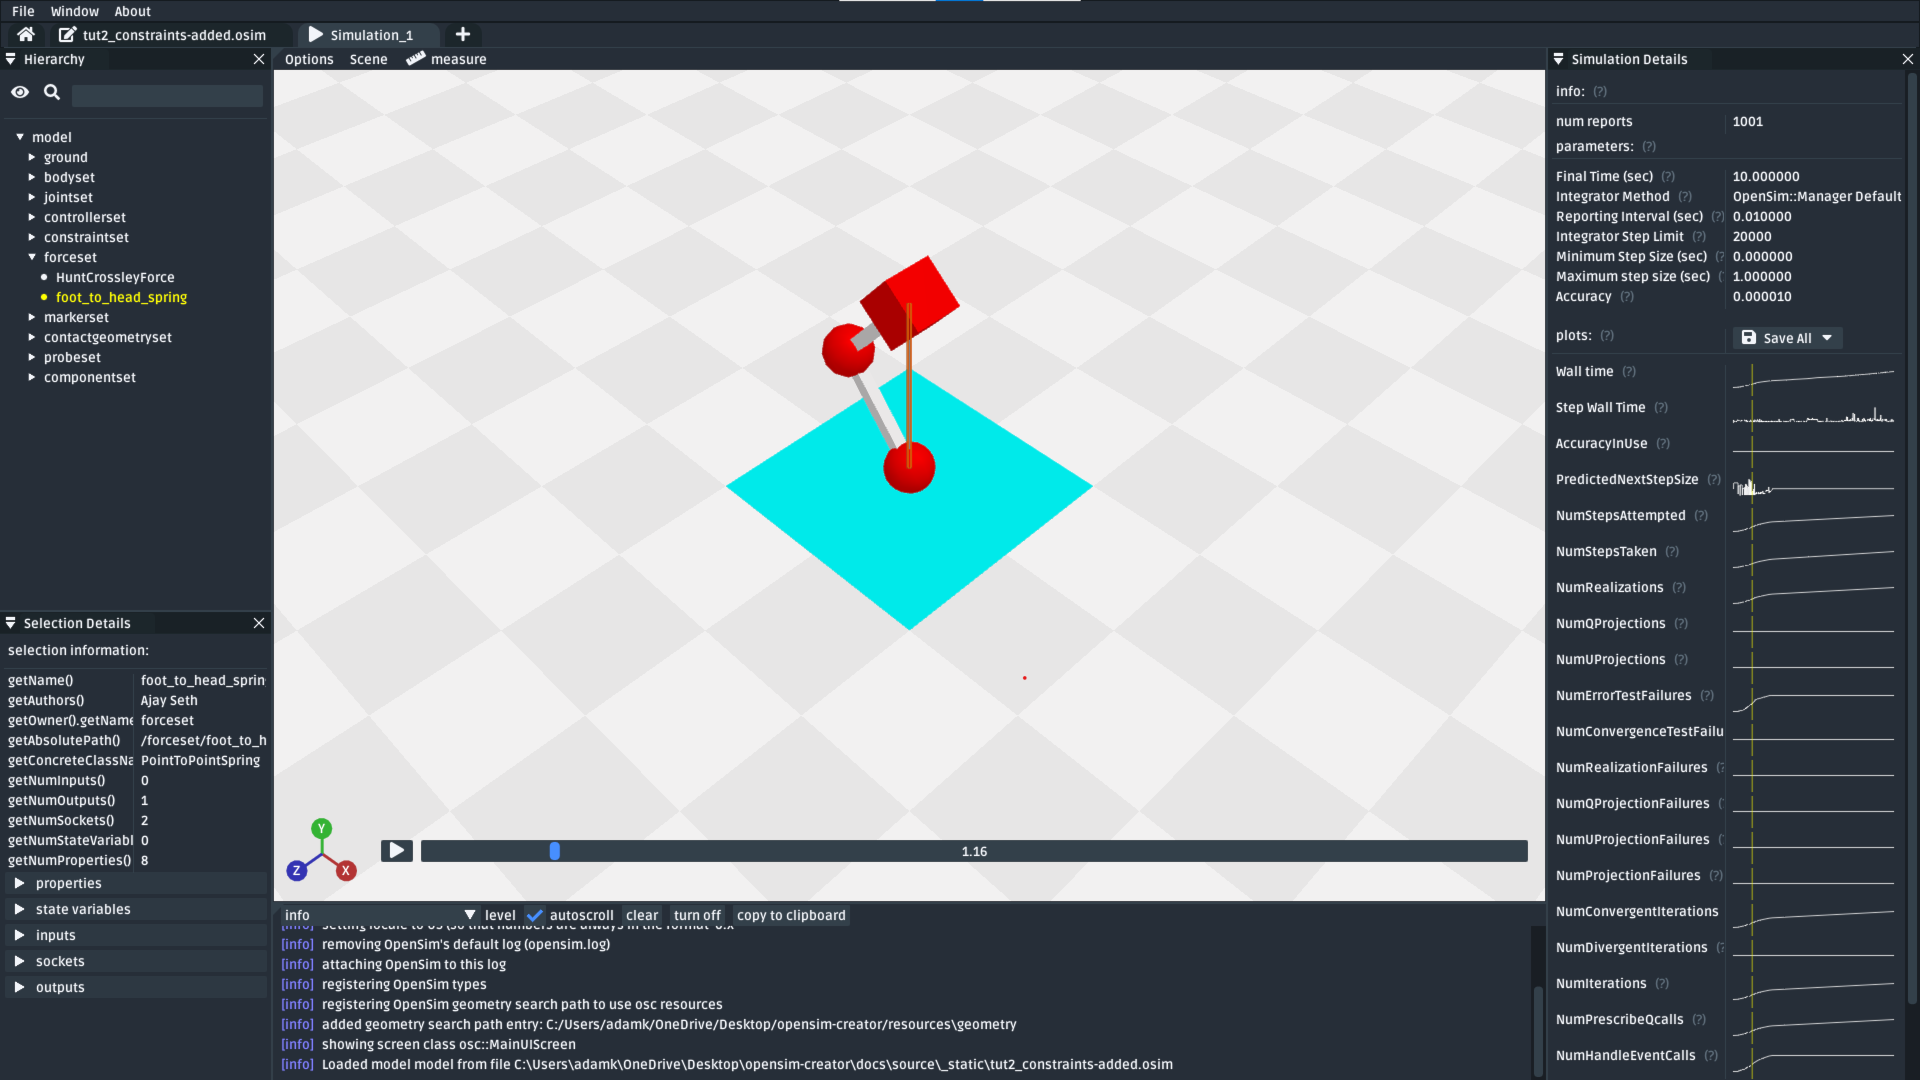 File Window About
tut2_constraints-added.osim Simulation_1
Hierarchy
model
ground
bodyset
jointset
controllerset
constraintset
forceset
HuntCrossleyForce
foot_to_head_spring
markerset
contactgeometryset
probeset
componentset
Selection Details
selection information:
getName() foot_to_head_sprin
getAuthors() Ajay Seth
getOwner().getName forceset
getAbsolutePath() /forceset/foot_to_h
getConcreteClassNa PointToPointSpring
getNumInputs() 0
getNumOutputs() 1
getNumSockets() 2
getNumStateVariabl 0
getNumProperties() 8
properties
state variables
inputs
sockets
outputs
Options Scene measure
Y
Z X
1.16
info level autoscroll clear turn off copy to clipboard
[info] removing OpenSim's default log (opensim.log)
[info] attaching OpenSim to this log
[info] registering OpenSim types
[info] registering OpenSim geometry search path to use osc resources
[info] added geometry search path entry: C:/Users/adamk/OneDrive/Desktop/opensim-creator/resources\geometry
[info] showing screen class osc::MainUIScreen
[info] Loaded model model from file C:\Users\adamk\OneDrive\Desktop\opensim-creator\docs\source\_static\tut2_constraints-added.osim
Simulation Details
info: (?)
num reports 1001
parameters: (?)
Final Time (sec) (?) 10.000000
Integrator Method (?) OpenSim::Manager Default
Reporting Interval (sec) (?) 0.010000
Integrator Step Limit (?) 20000
Minimum Step Size (sec) (? 0.000000
Maximum step size (sec) ( 1.000000
Accuracy (?) 0.000010
plots: (?) Save All
Wall time (?)
Step Wall Time (?)
AccuracyInUse (?)
PredictedNextStepSize (?)
NumStepsAttempted (?)
NumStepsTaken (?)
NumRealizations (?)
NumQProjections (?)
NumUProjections (?)
NumErrorTestFailures (?)
NumConvergenceTestFailu
NumRealizationFailures (?
NumQProjectionFailures (
NumUProjectionFailures (
NumProjectionFailures (?)
NumConvergentIterations
NumDivergentIterations (?
NumIterations (?)
NumPrescribeQcalls (?)
NumHandleEventCalls (?)